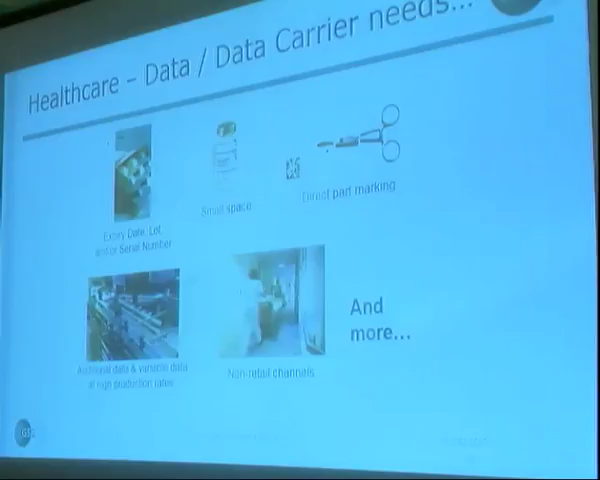 Healthcare – Data / Data Carrier needs...
Small space
Direct part marking
Expiry Date, Lot,
and/or Serial Number
Additional data & variable data
at high production rates
Non-retail channels
And
more...
GS1